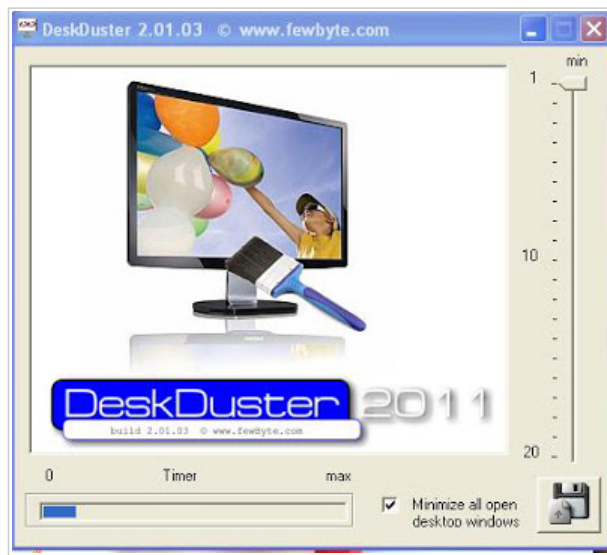 DeskDuster 2.01.03 © www.fewbyte.com
min
1
10
20
DeskDuster 2011
build 2.01.03 © www.fewbyte.com
0 Timer max
Minimize all open
desktop windows